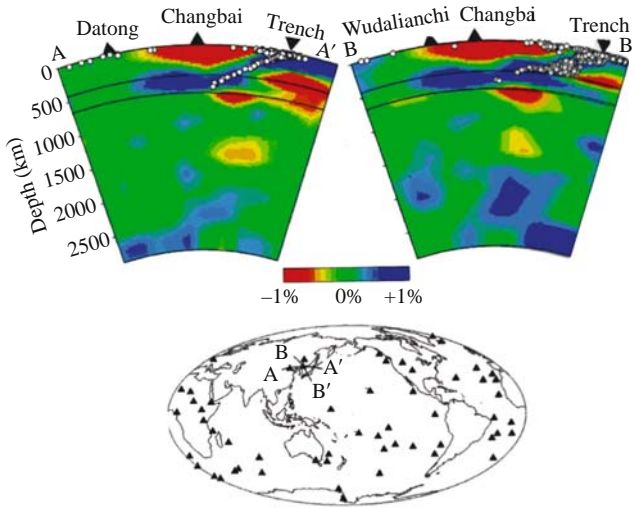 Datong Changbai Trench
A A′
Wudalianchi Changbai Trench
B B
0
500
1000
1500
2000
2500
Depth (km)
−1% 0% +1%
B
A A′
B′